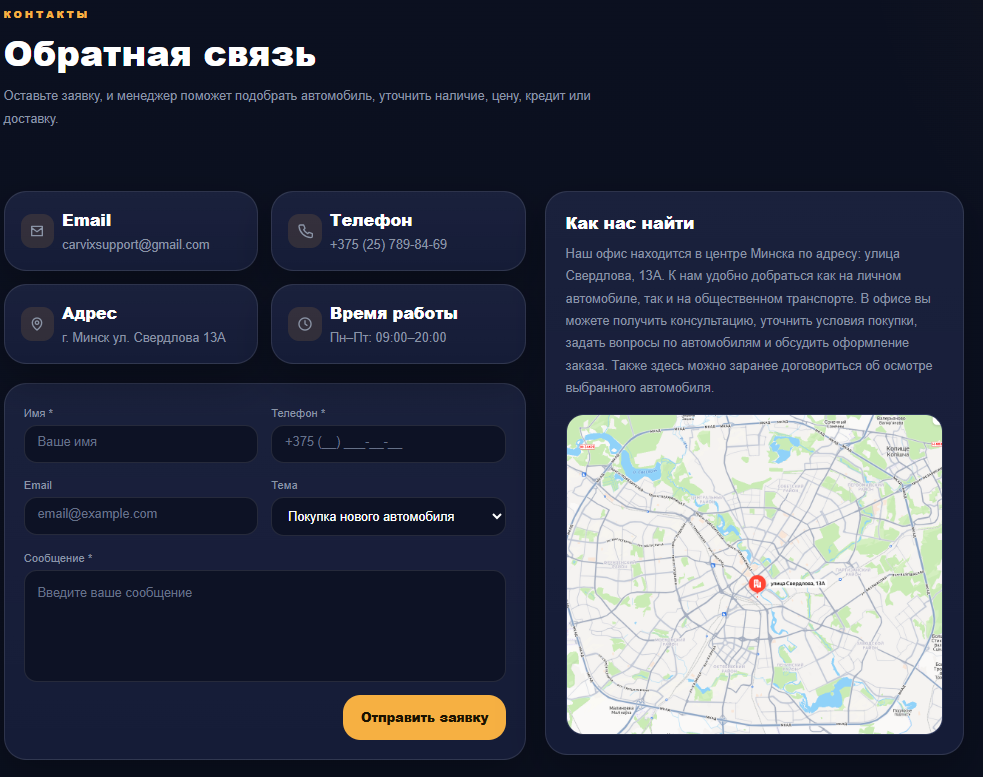 КОНТАКТЫ
Обратная связь
Оставьте заявку, и менеджер поможет подобрать автомобиль, уточнить наличие, цену, кредит или
доставку.
Email
carvixsupport@gmail.com
Телефон
+375 (25) 789-84-69
Адрес
г. Минск ул. Свердлова 13А
Время работы
Пн–Пт: 09:00–20:00
Имя *
Ваше имя
Телефон *
+375 (__) ___-__-__
Email
email@example.com
Тема
Покупка нового автомобиля
Сообщение *
Введите ваше сообщение
Отправить заявку
Как нас найти
Наш офис находится в центре Минска по адресу: улица
Свердлова, 13А. К нам удобно добраться как на личном
автомобиле, так и на общественном транспорте. В офисе вы
можете получить консультацию, уточнить условия покупки,
задать вопросы по автомобилям и обсудить оформление
заказа. Также здесь можно заранее договориться об осмотре
выбранного автомобиля.
улица Свердлова, 13А